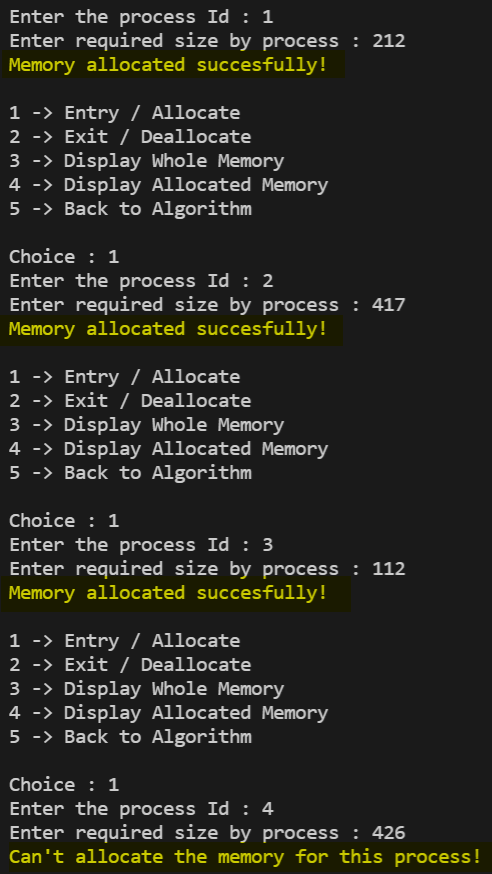 Enter the process Id : 1
Enter required size by process : 212
Memory allocated succesfully!
1 -> Entry / Allocate
2 -> Exit / Deallocate
3 -> Display Whole Memory
4 -> Display Allocated Memory
5 -> Back to Algorithm
Choice : 1
Enter the process Id : 2
Enter required size by process : 417
Memory allocated succesfully!
1 -> Entry / Allocate
2 -> Exit / Deallocate
3 -> Display Whole Memory
4 -> Display Allocated Memory
5 -> Back to Algorithm
Choice : 1
Enter the process Id : 3
Enter required size by process : 112
Memory allocated succesfully!
1 -> Entry / Allocate
2 -> Exit / Deallocate
3 -> Display Whole Memory
4 -> Display Allocated Memory
5 -> Back to Algorithm
Choice : 1
Enter the process Id : 4
Enter required size by process : 426
Can't allocate the memory for this process!